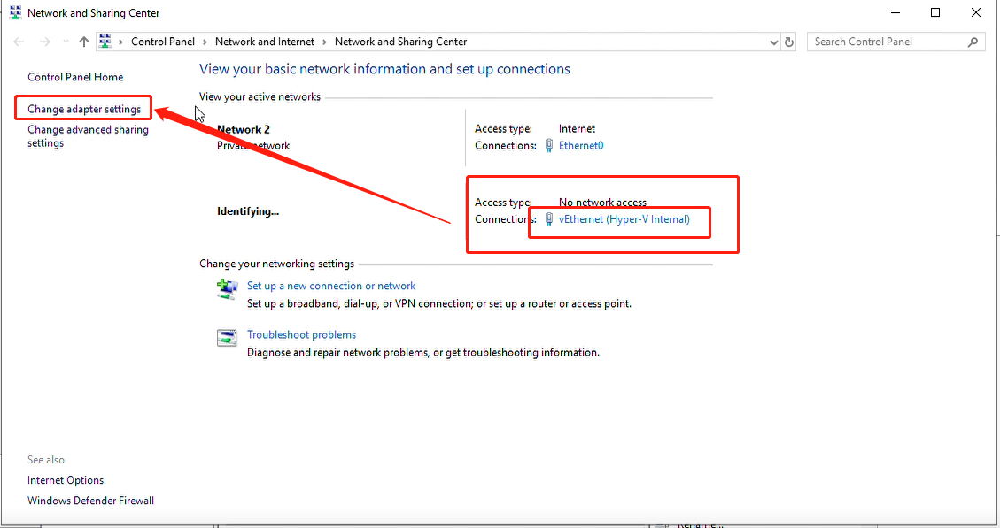 Network and Sharing Center
Control Panel > Network and Internet > Network and Sharing Center
Search Control Panel
Control Panel Home
Change adapter settings
Change advanced sharing
settings
View your basic network information and set up connections
View your active networks
Network 2
Private network
Access type: Internet
Connections: Ethernet0
Identifying...
Access type: No network access
Connections: vEthernet (Hyper-V Internal)
Change your networking settings
Set up a new connection or network
Set up a broadband, dial-up, or VPN connection; or set up a router or access point.
Troubleshoot problems
Diagnose and repair network problems, or get troubleshooting information.
See also
Internet Options
Windows Defender Firewall
Rename...